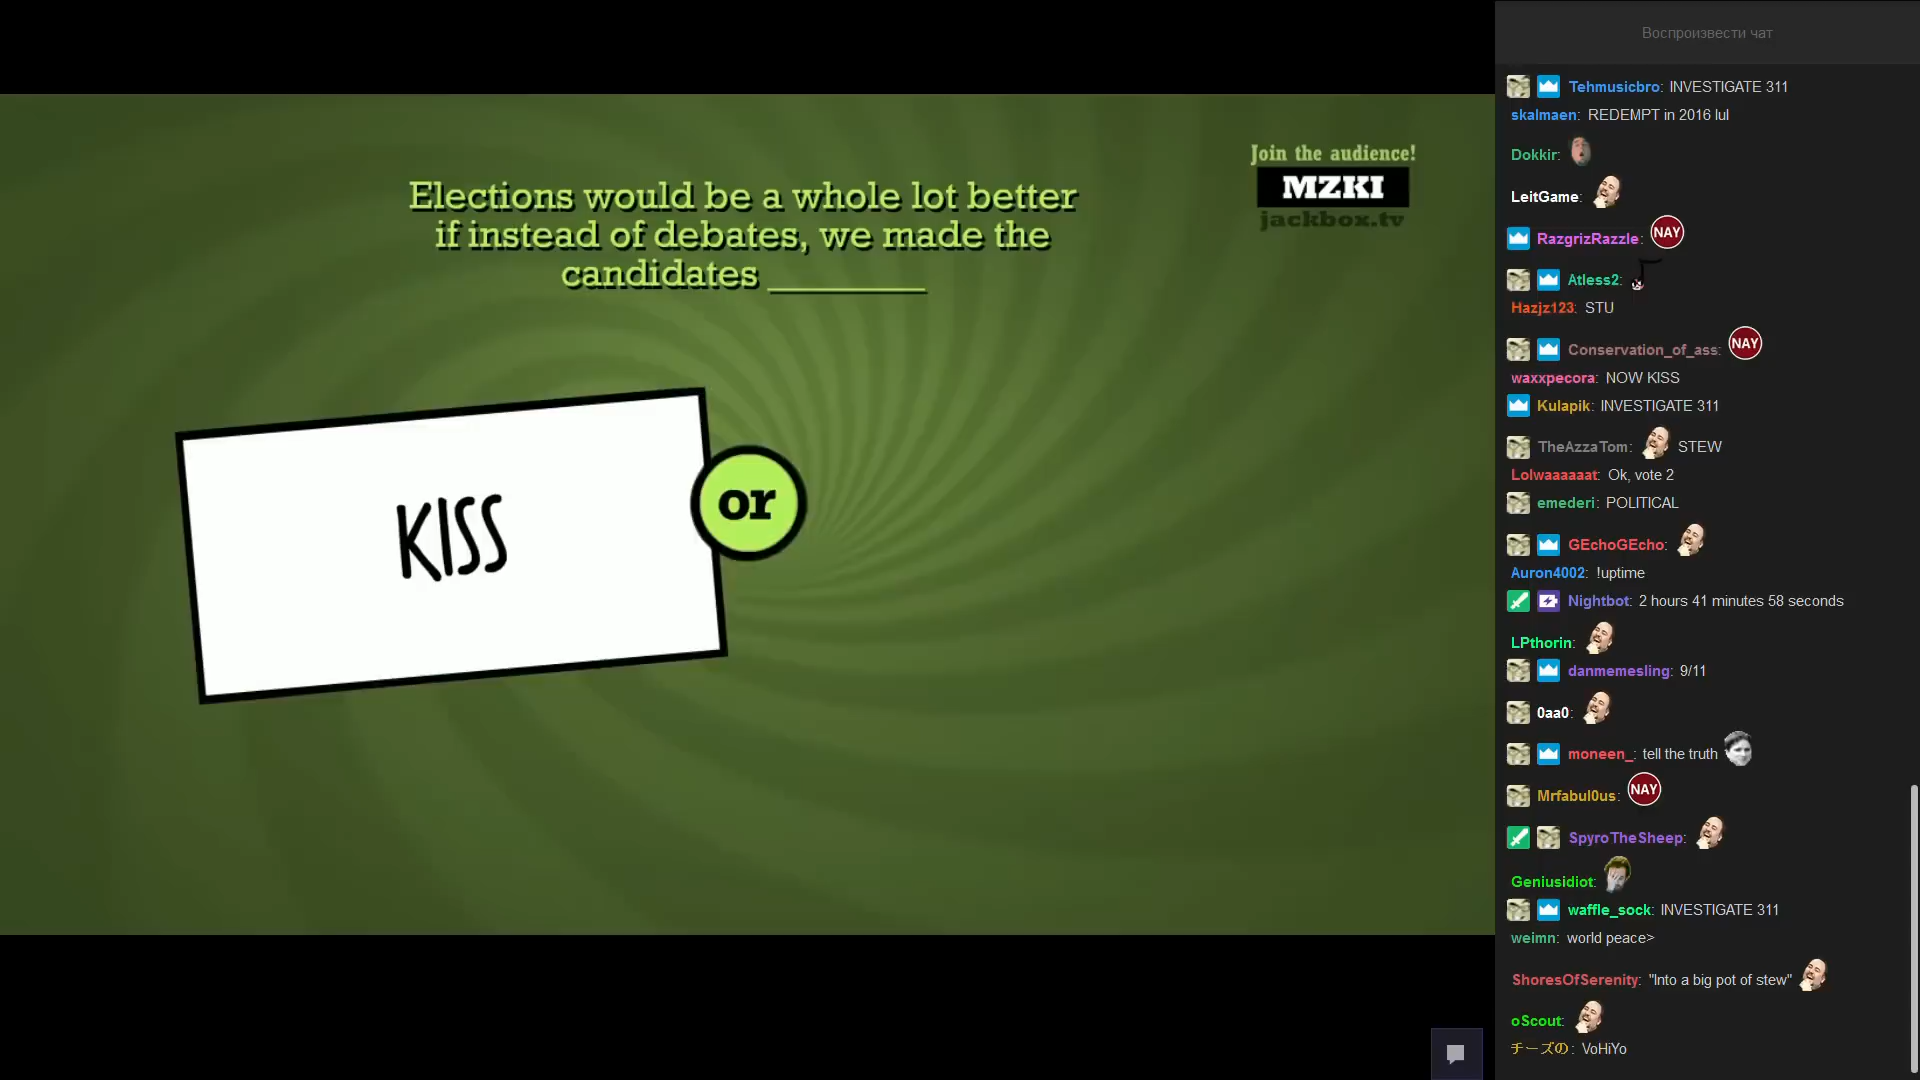 Elections would be a whole lot better
if instead of debates, we made the
candidates ________
Join the audience!
MZKI
jackbox.tv
KISS
or
Воспроизвести чат
Tehmusicbro: INVESTIGATE 311
skalmaen: REDEMPT in 2016 lul
Dokkir:
LeitGame:
RazgrizRazzle: NAY
Atless2:
Hazjz123: STU
Conservation_of_ass: NAY
waxxpecora: NOW KISS
Kulapik: INVESTIGATE 311
TheAzzaTom: STEW
Lolwaaaaaat: Ok, vote 2
emederi: POLITICAL
GEchoGEcho:
Auron4002: !uptime
Nightbot: 2 hours 41 minutes 58 seconds
LPthorin:
danmemesling: 9/11
0aa0:
moneen_: tell the truth
Mrfabul0us: NAY
SpyroTheSheep:
Geniusidiot:
waffle_sock: INVESTIGATE 311
weimn: world peace>
ShoresOfSerenity: "Into a big pot of stew"
oScout:
チーズの: VoHiYo